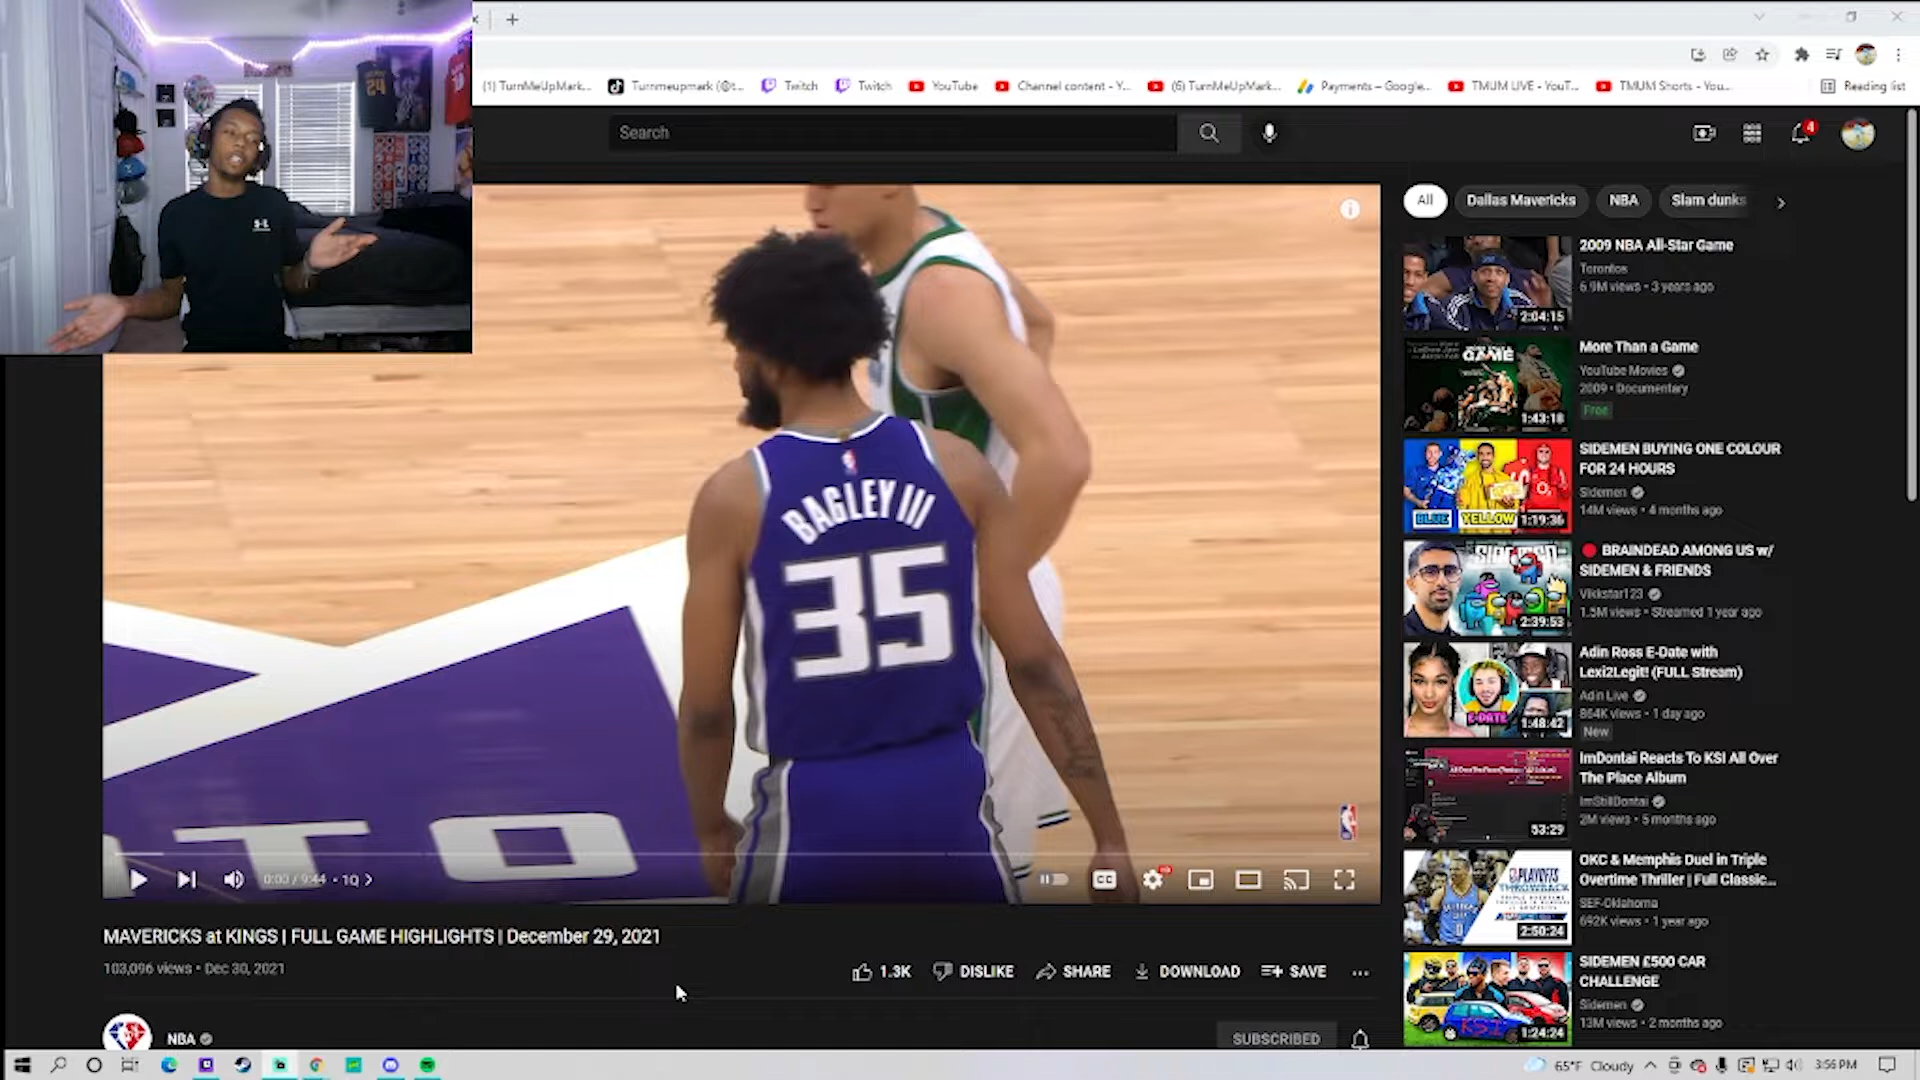 (1) TurnMeUpMark...
Turnmeupmark (@t...
Twitch
Twitch
YouTube
Channel content - Y...
(6) TurnMeUpMark...
Payments – Google...
TMUM LIVE - YouT...
TMUM Shorts - You...
Reading list
Search
4
24
All
Dallas Mavericks
NBA
Slam dunks
2009 NBA All-Star Game
Torontos
6.9M views • 3 years ago
2:04:15
GAME
More Than a Game
YouTube Movies
2009 • Documentary
Free
1:43:18
SIDEMEN BUYING ONE COLOUR
FOR 24 HOURS
Sidemen
14M views • 4 months ago
BLUE
YELLOW
1:19:36
BRAINDEAD AMONG US w/
SIDEMEN & FRIENDS
Vikkstar123
1.5M views • Streamed 1 year ago
2:39:53
Adin Ross E-Date with
Lexi2Legit! (FULL Stream)
Adin Live
864K views • 1 day ago
New
E-DATE
1:48:42
ImDontai Reacts To KSI All Over
The Place Album
ImStillDontai
2M views • 5 months ago
53:29
OKC & Memphis Duel in Triple
Overtime Thriller | Full Classic...
SEF-Oklahoma
692K views • 1 year ago
PLAYOFFS
THROWBACK
2:50:24
SIDEMEN £500 CAR
CHALLENGE
Sidemen
13M views • 2 months ago
KSI
1:24:24
BAGLEY III
35
TO
0:00 / 9:44 • 1Q
CC
HD
MAVERICKS at KINGS | FULL GAME HIGHLIGHTS | December 29, 2021
103,096 views • Dec 30, 2021
1.3K
DISLIKE
SHARE
DOWNLOAD
SAVE
NBA
SUBSCRIBED
65°F Cloudy
3:56 PM